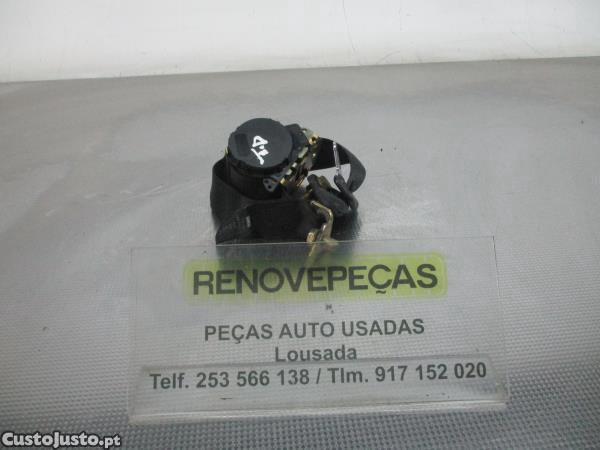 RENOVEPEÇAS
PEÇAS AUTO USADAS
Lousada
Telf. 253 566 138 / Tlm. 917 152 020
CustoJusto.pt